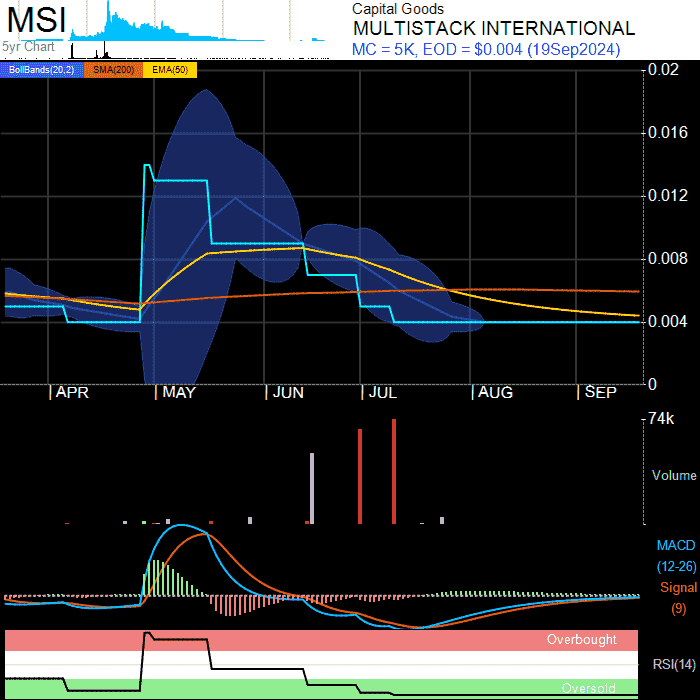 MSI
5yr Chart
Capital Goods
MULTISTACK INTERNATIONAL
MC = 5K, EOD = $0.004 (19Sep2024)
BollBands(20,2) SMA(200) EMA(50)
0.02
0.016
0.012
0.008
0.004
0
APR MAY JUN JUL AUG SEP
74k
Volume
MACD
(12-26)
Signal
(9)
Overbought
RSI(14)
Oversold